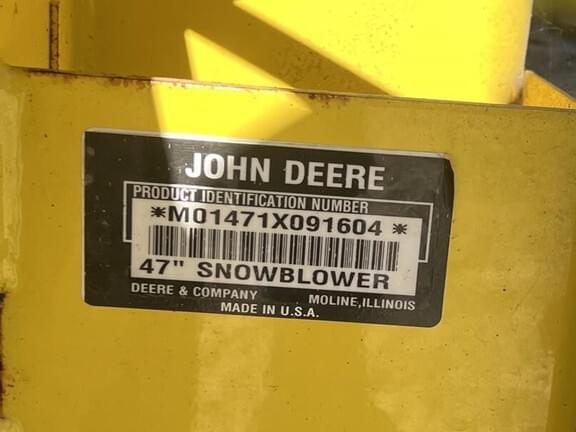 JOHN DEERE
PRODUCT IDENTIFICATION NUMBER
*M01471X091604*
47" SNOWBLOWER
DEERE & COMPANY MOLINE, ILLINOIS
MADE IN U.S.A.